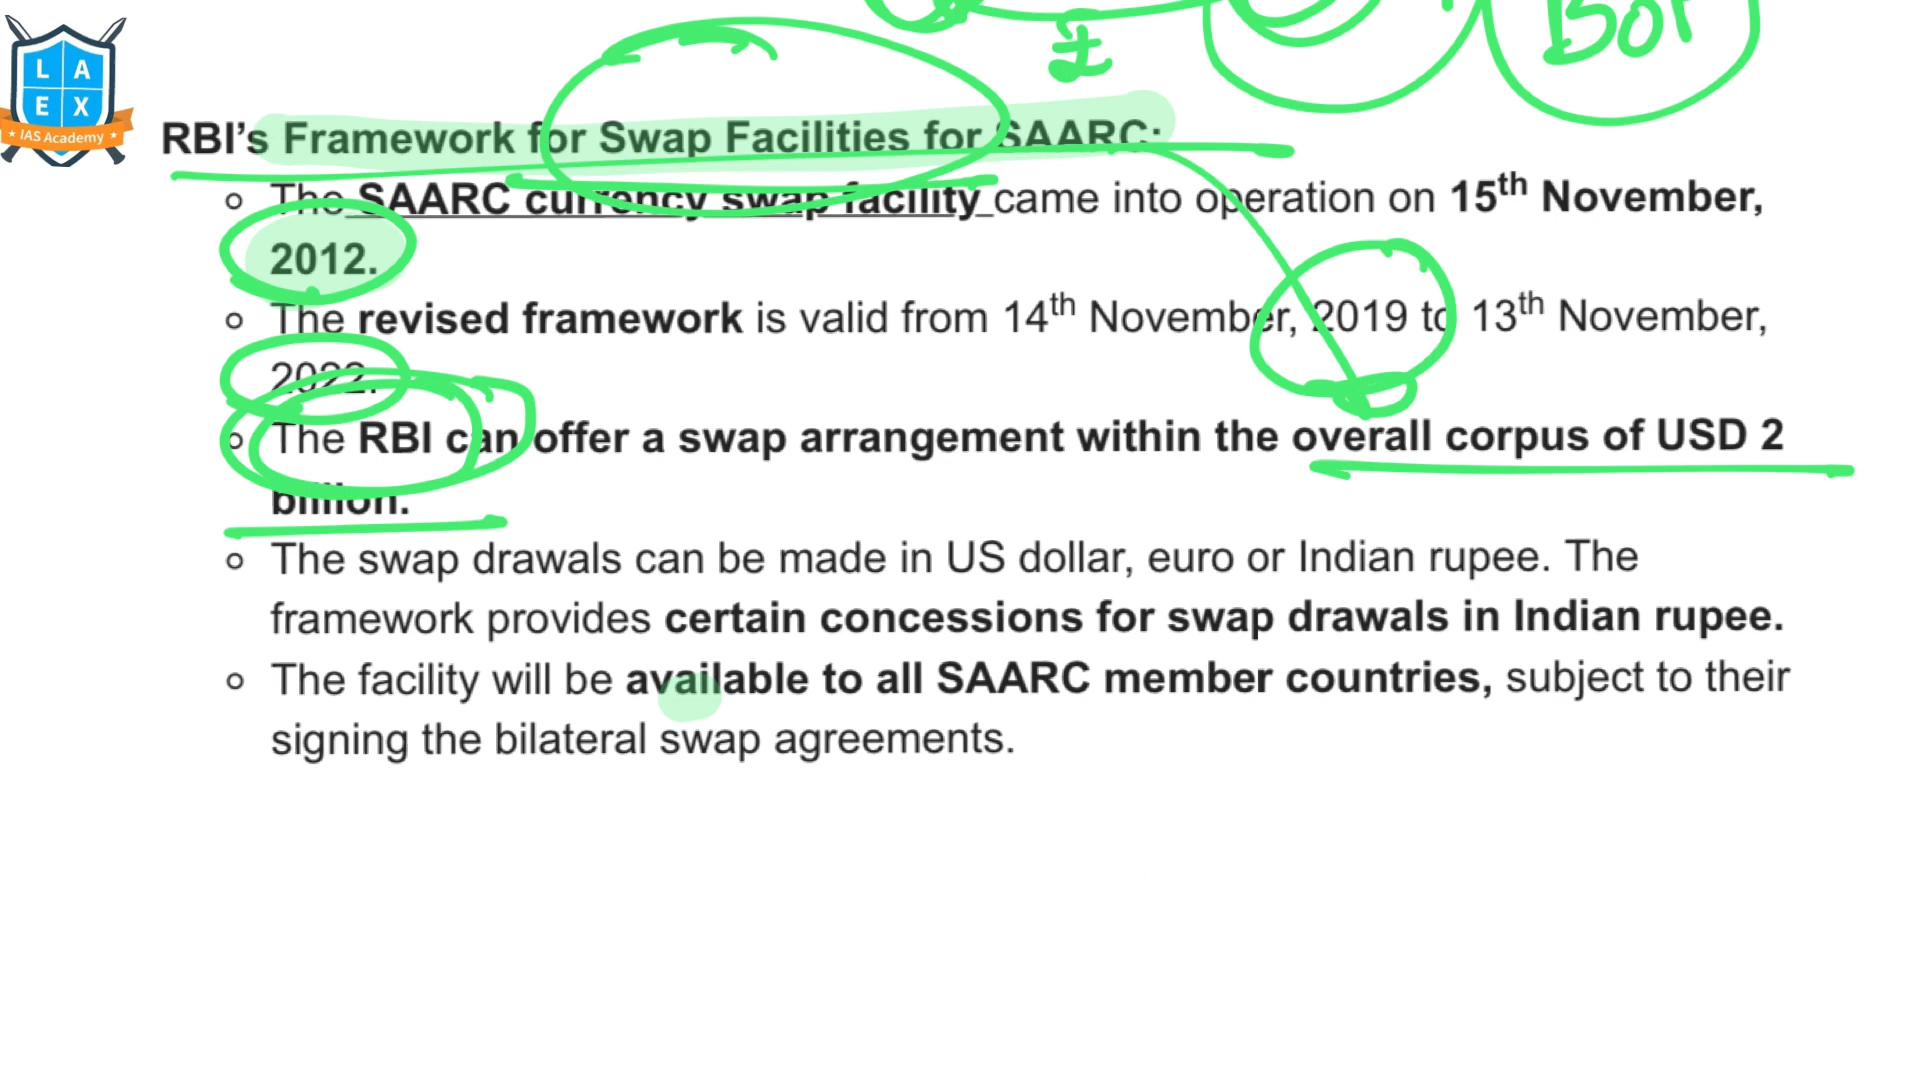 BOP
L A
E X
IAS Academy
RBI's Framework for Swap Facilities for SAARC:
The SAARC currency swap facility came into operation on 15th November,
2012.
The revised framework is valid from 14th November, 2019 to 13th November,
2022.
The RBI can offer a swap arrangement within the overall corpus of USD 2
billion.
The swap drawals can be made in US dollar, euro or Indian rupee. The
framework provides certain concessions for swap drawals in Indian rupee.
The facility will be available to all SAARC member countries, subject to their
signing the bilateral swap agreements.